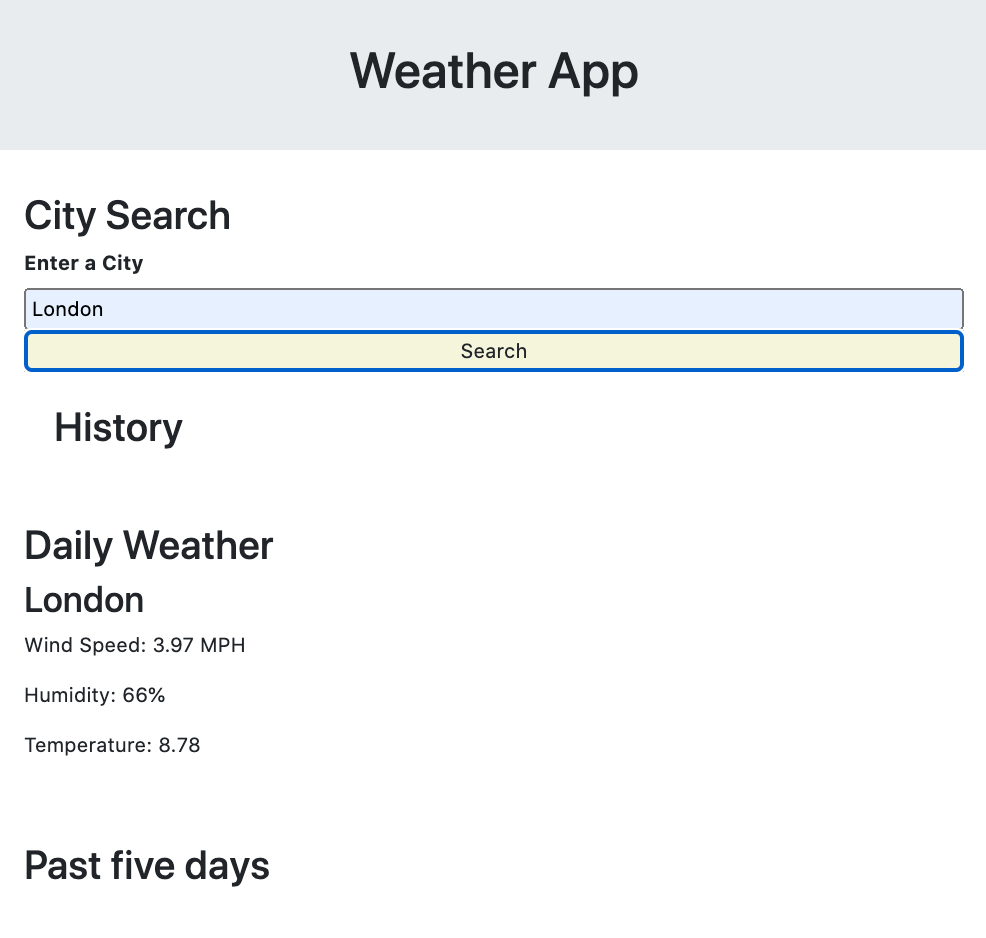 Weather App
City Search
Enter a City
London
Search
History
Daily Weather
London
Wind Speed: 3.97 MPH
Humidity: 66%
Temperature: 8.78
Past five days